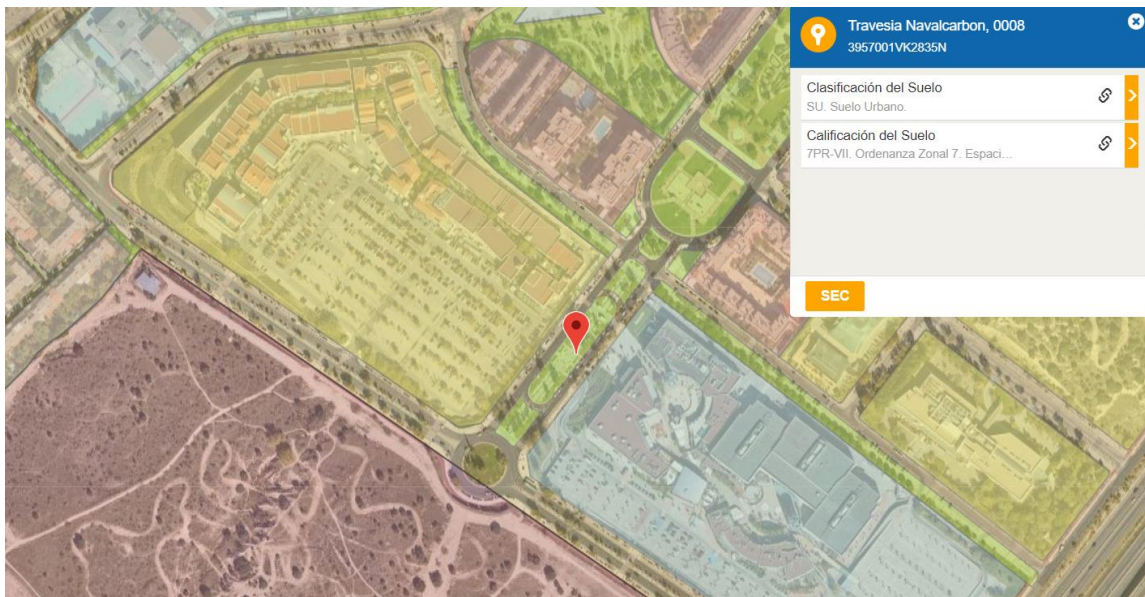 Travesia Navalcarbon, 0008
3957001VK2835N
Clasificación del Suelo
SU. Suelo Urbano.
Calificación del Suelo
7PR-VII. Ordenanza Zonal 7. Espaci...
SEC